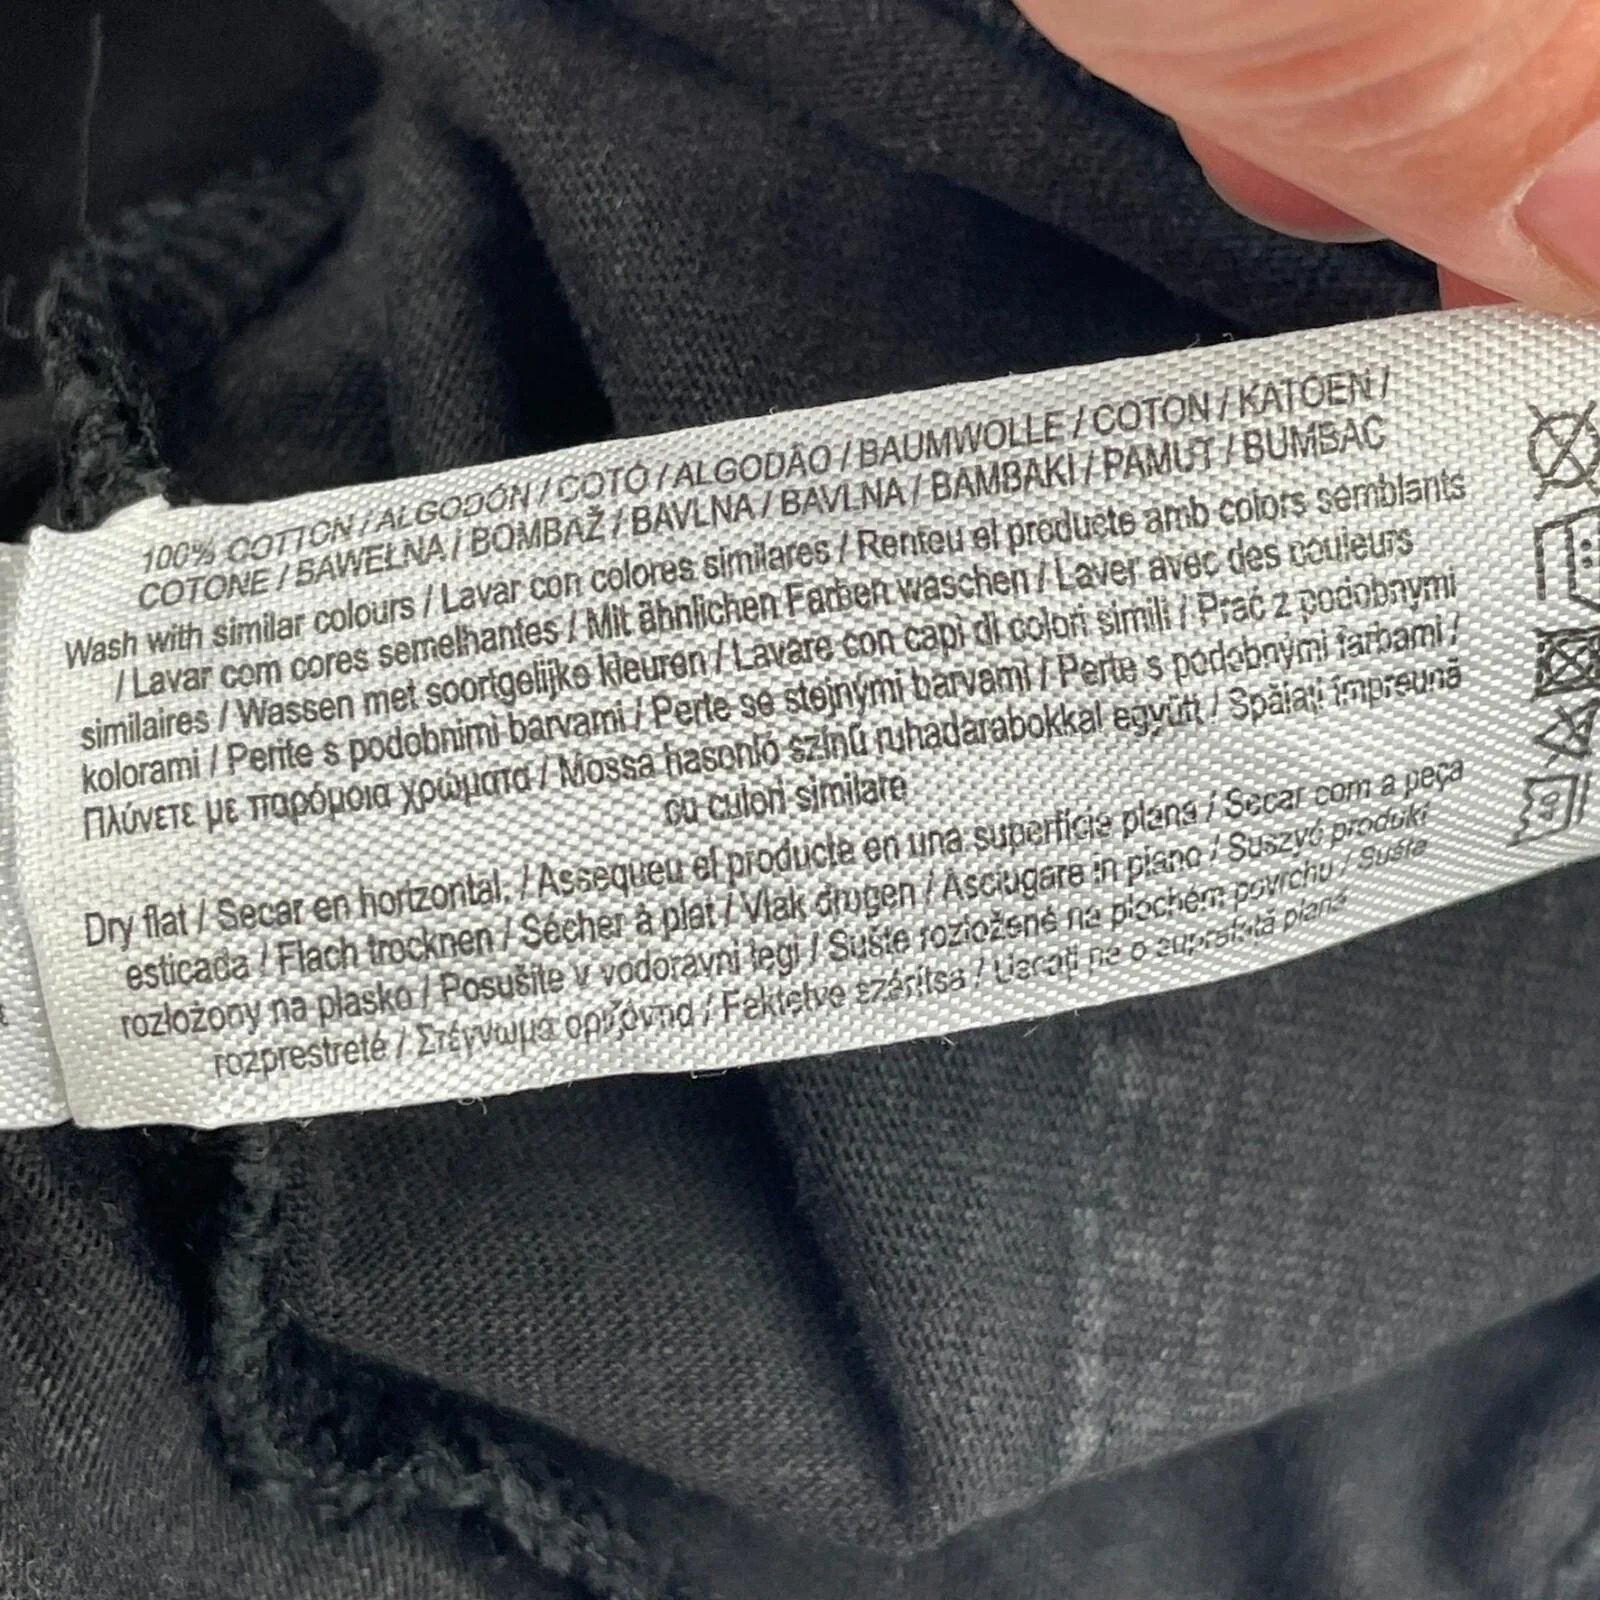 100% COTTON / ALGODÓN / COTÓ / ALGODÃO / BAUMWOLLE / COTON / KATOEN /
COTONE / BAWEŁNA / BOMBAŽ / BAVLNA / BAVLNA / BAMBAKI / PAMUT / BUMBAC
Wash with similar colours / Lavar con colores similares / Renteu el producte amb colors semblants
/ Lavar com cores semelhantes / Mit ähnlichen Farben waschen / Laver avec des couleurs
similaires / Wassen met soortgelijke kleuren / Lavare con capi di colori simili / Prać z podobnymi
kolorami / Perite s podobnimi barvami / Perte se stejnými barvami / Perte s podobnými farbami /
Πλύνετε με παρόμοια χρώματα / Mossa hasonló színű ruhadarabokkal együtt / Spălaţi împreună
cu culori similare
Dry flat / Secar en horizontal. / Assequeu el producte en una superfície plana / Secar com a peça
esticada / Flach trocknen / Sécher à plat / Vlak drogen / Asciugare in piano / Suszyć produkt
rozłożony na płasko / Posušite v vodoravni legi / Sušte rozložené na plochém povrchu / Sušte
rozprestreté / Στέγνωμα οριζόντια / Fektetve szárítsa / Uscaţi pe o suprafaţă plană